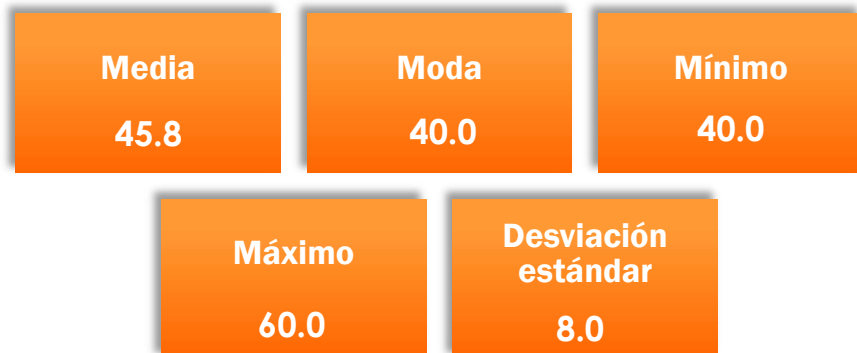 Media
45.8
Moda
40.0
Mínimo
40.0
Máximo
60.0
Desviación
estándar
8.0